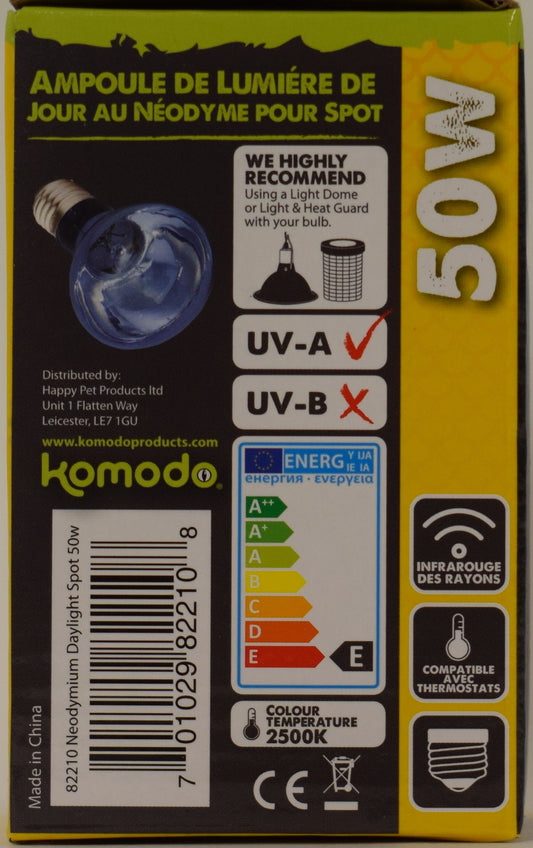 AMPOULE DE LUMIÉRE DE
JOUR AU NÉODYME POUR SPOT
50W
WE HIGHLY
RECOMMEND
Using a Light Dome
or Light & Heat Guard
with your bulb.
UV-A
UV-B
Distributed by:
Happy Pet Products ltd
Unit 1 Flatten Way
Leicester, LE7 1GU
www.komodoproducts.com
komodo®
ENERG Y IJA
IE IA
енергия · ενεργεια
A++
A+
A
B
C
D
E
E
COLOUR
TEMPERATURE
2500K
CE
INFRAROUGE
DES RAYONS
COMPATIBLE
AVEC
THERMOSTATS
Made in China
82210 Neodymium Daylight Spot 50w
7 01029 82210 8